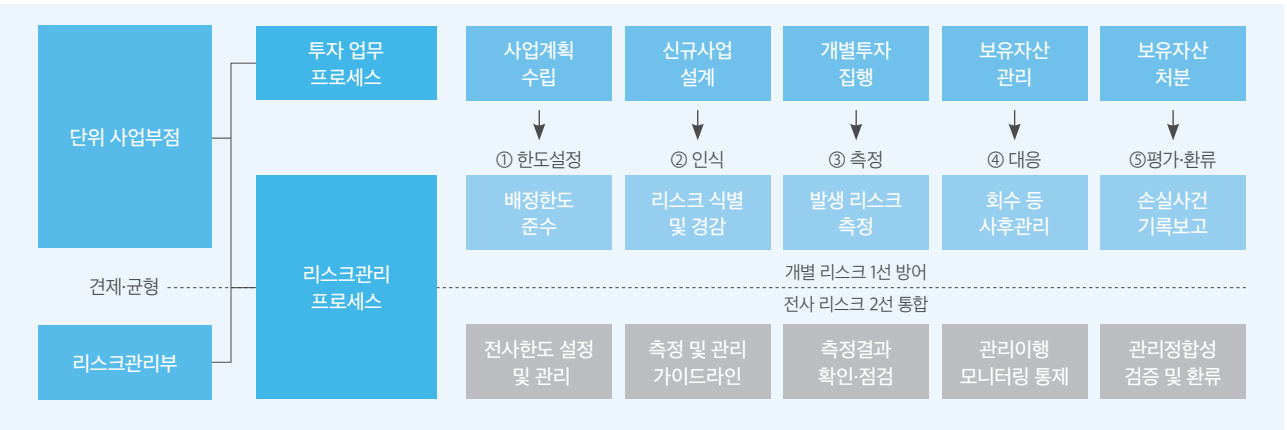 단위 사업부점
투자 업무
프로세스
사업계획
수립
신규사업
설계
개별투자
집행
보유자산
관리
보유자산
처분
① 한도설정
② 인식
③ 측정
④ 대응
⑤평가·환류
리스크관리
프로세스
배정한도
준수
리스크 식별
및 경감
발생 리스크
측정
회수 등
사후관리
손실사건
기록보고
견제·균형
개별 리스크 1선 방어
전사 리스크 2선 통합
리스크관리부
전사한도 설정
및 관리
측정 및 관리
가이드라인
측정결과
확인·점검
관리이행
모니터링 통제
관리정합성
검증 및 환류